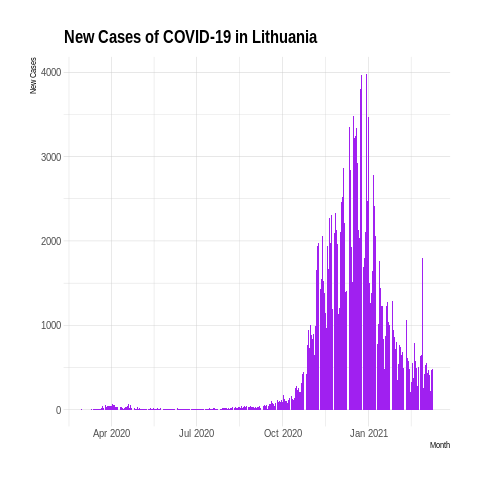 New Cases of COVID-19 in Lithuania
New Cases
4000
3000
2000
1000
0
Apr 2020 Jul 2020 Oct 2020 Jan 2021
Month